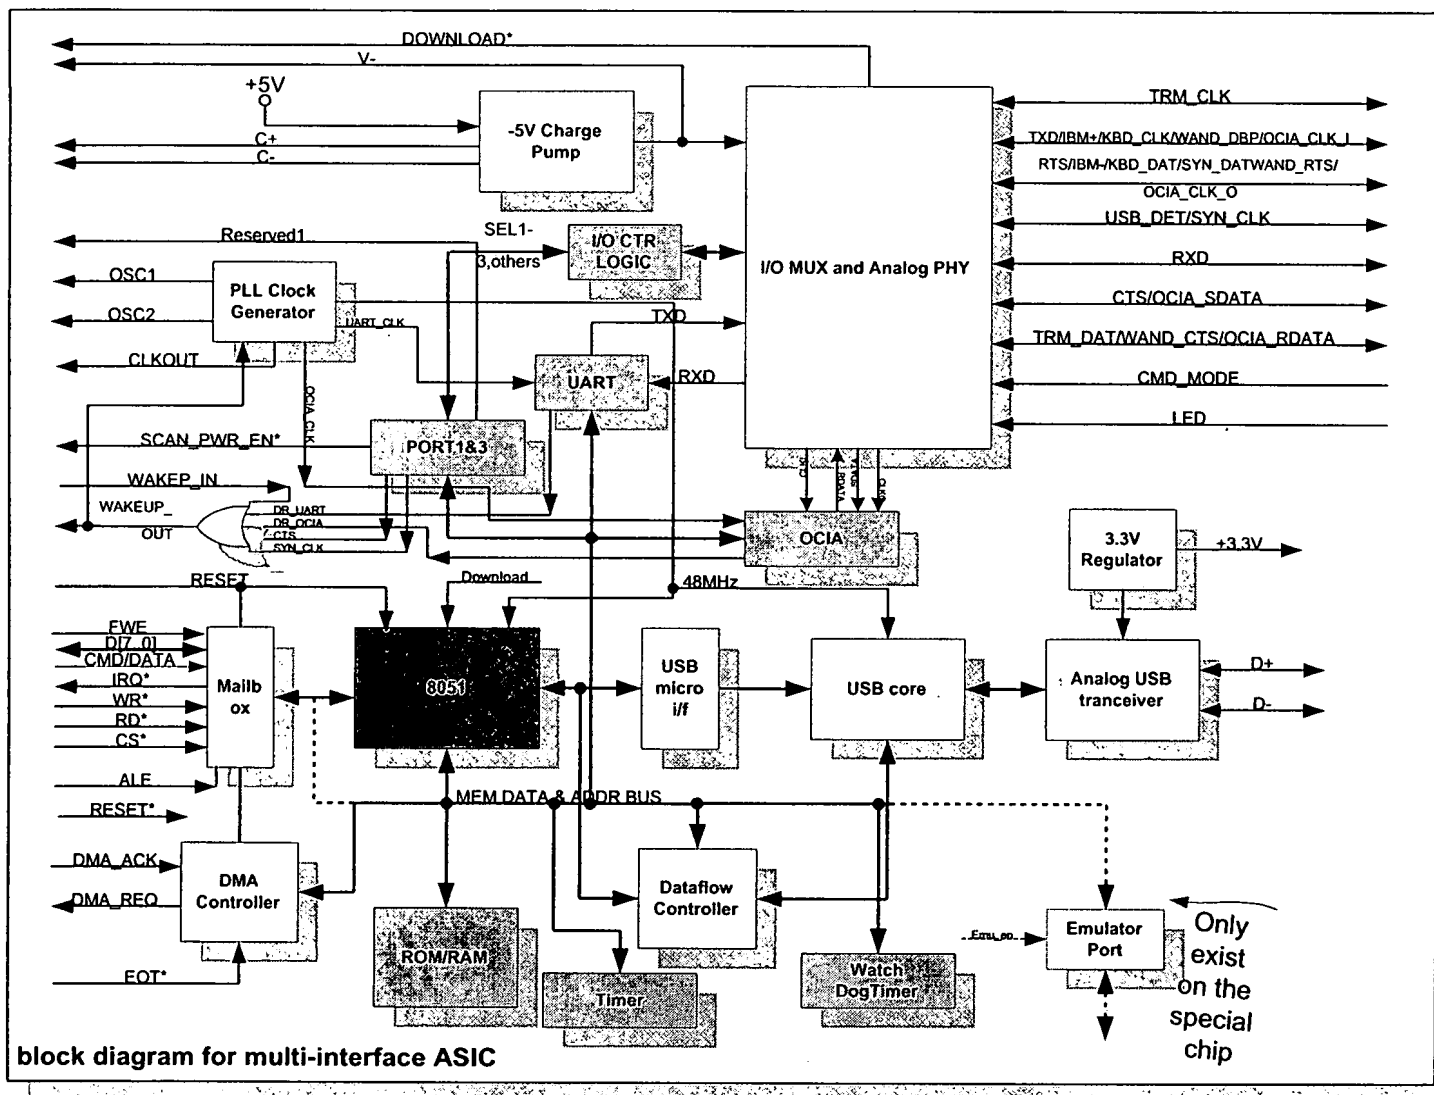 DOWNLOAD*
V-
+5V
-5V Charge
Pump
C+
C-
TRM_CLK
TXD/IBM+/KBD_CLK/WAND_DBP/OCIA_CLK_I
RTS/IBM-/KBD_DAT/SYN_DATWAND_RTS/
OCIA_CLK_O
USB_DET/SYN_CLK
RXD
CTS/OCIA_SDATA
TRM_DAT/WAND_CTS/OCIA_RDATA
CMD_MODE
LED
I/O MUX and Analog PHY
Reserved1
SEL1-
3,others
I/O CTR
LOGIC
OSC1
OSC2
CLKOUT
PLL Clock
Generator
UART_CLK
OCIA_CLK
TXD
UART
RXD
SCAN_PWR_EN*
PORT1&3
WAKEP_IN
WAKEUP_
OUT
DR_UART
DR_OCIA
CTS
SYN_CLK
RDATA
OCIA
3.3V
Regulator
+3.3V
RESET
Download
48MHz
FWE
D[7..0]
CMD/DATA
IRQ*
WR*
RD*
CS*
ALE
RESET*
Mailb
ox
8051
USB
micro
i/f
USB core
Analog USB
tranceiver
D+
D-
MEM DATA & ADDR BUS
DMA_ACK
DMA_REQ
EOT*
DMA
Controller
ROM/RAM
Timer
Dataflow
Controller
Watch
DogTimer
Emu_en
Emulator
Port
Only
exist
on the
special
chip
block diagram for multi-interface ASIC